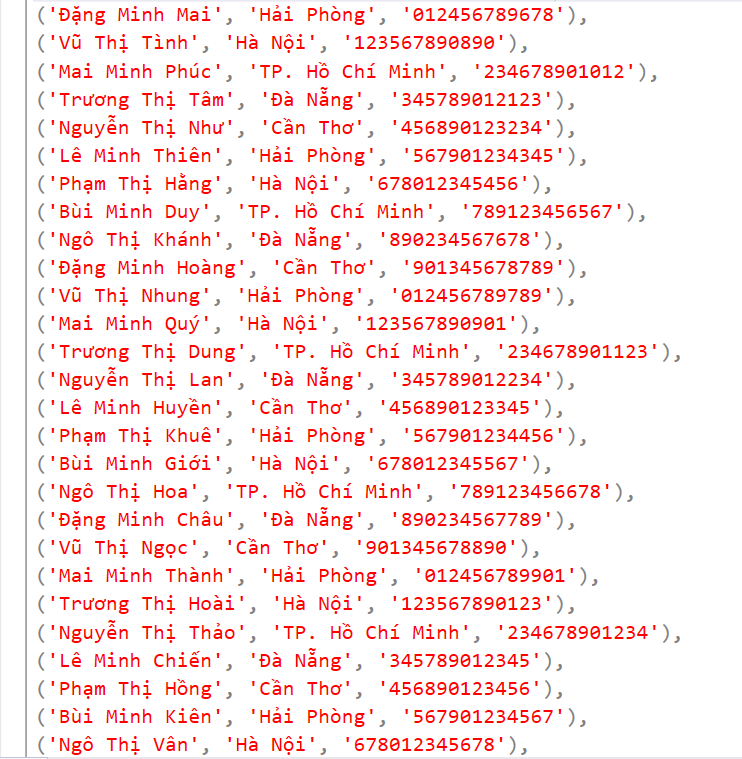 ('Đặng Minh Mai', 'Hải Phòng', '012456789678'),
('Vũ Thị Tình', 'Hà Nội', '123567890890'),
('Mai Minh Phúc', 'TP. Hồ Chí Minh', '234678901012'),
('Trương Thị Tâm', 'Đà Nẵng', '345789012123'),
('Nguyễn Thị Như', 'Cần Thơ', '456890123234'),
('Lê Minh Thiên', 'Hải Phòng', '567901234345'),
('Phạm Thị Hằng', 'Hà Nội', '678012345456'),
('Bùi Minh Duy', 'TP. Hồ Chí Minh', '789123456567'),
('Ngô Thị Khánh', 'Đà Nẵng', '890234567678'),
('Đặng Minh Hoàng', 'Cần Thơ', '901345678789'),
('Vũ Thị Nhung', 'Hải Phòng', '012456789789'),
('Mai Minh Quý', 'Hà Nội', '123567890901'),
('Trương Thị Dung', 'TP. Hồ Chí Minh', '234678901123'),
('Nguyễn Thị Lan', 'Đà Nẵng', '345789012234'),
('Lê Minh Huyền', 'Cần Thơ', '456890123345'),
('Phạm Thị Khuê', 'Hải Phòng', '567901234456'),
('Bùi Minh Giới', 'Hà Nội', '678012345567'),
('Ngô Thị Hoa', 'TP. Hồ Chí Minh', '789123456678'),
('Đặng Minh Châu', 'Đà Nẵng', '890234567789'),
('Vũ Thị Ngọc', 'Cần Thơ', '901345678890'),
('Mai Minh Thành', 'Hải Phòng', '012456789901'),
('Trương Thị Hoài', 'Hà Nội', '123567890123'),
('Nguyễn Thị Thảo', 'TP. Hồ Chí Minh', '234678901234'),
('Lê Minh Chiến', 'Đà Nẵng', '345789012345'),
('Phạm Thị Hồng', 'Cần Thơ', '456890123456'),
('Bùi Minh Kiên', 'Hải Phòng', '567901234567'),
('Ngô Thị Vân', 'Hà Nội', '678012345678'),